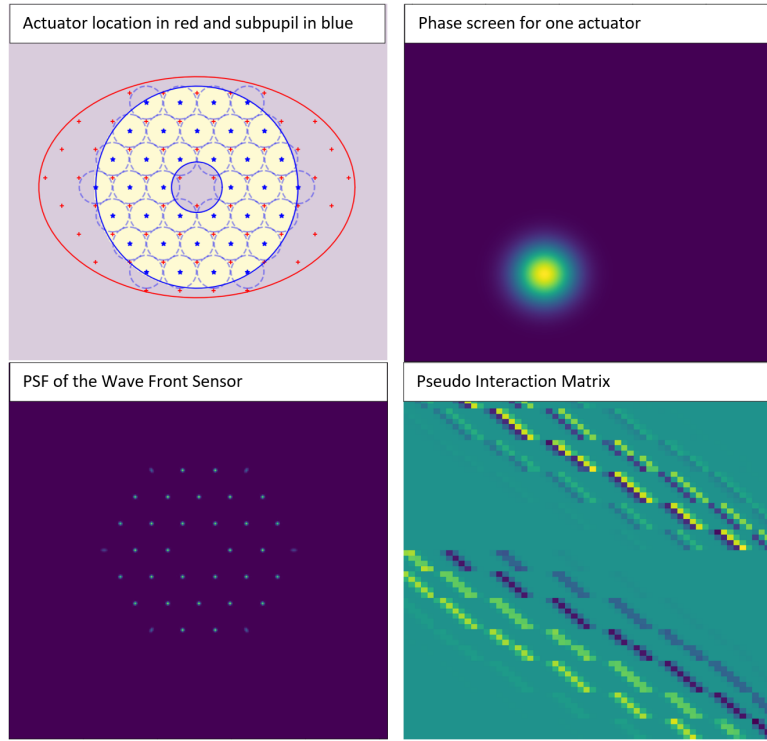 Actuator location in red and subpupil in blue
Phase screen for one actuator
PSF of the Wave Front Sensor
Pseudo Interaction Matrix